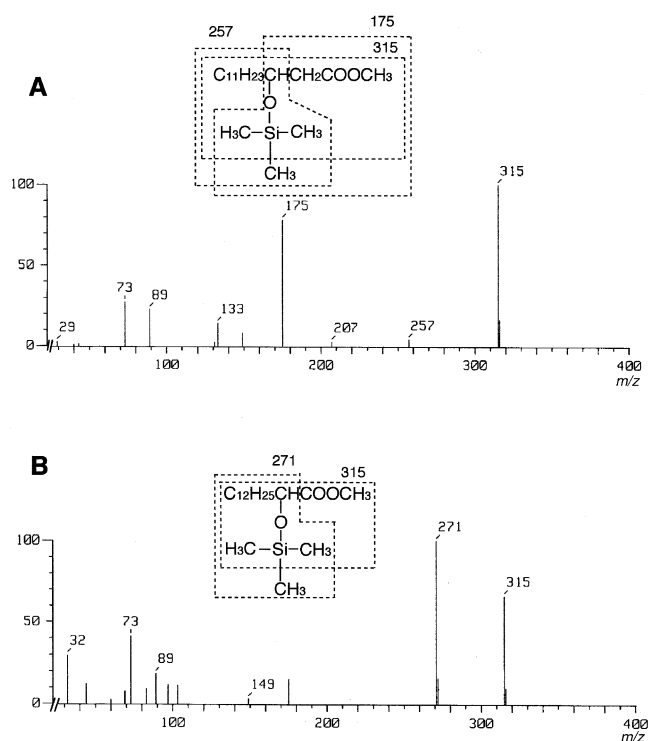 175
257
315
A
C11H23CHCH2COOCH3
O
H3C-Si-CH3
CH3
100
315
175
50
73
89
133
29
207
257
0
100
200
300
400
m/z
B
271
315
C12H25CHCOOCH3
O
H3C-Si-CH3
CH3
100
271
315
50
73
32
89
149
0
100
200
300
400
m/z